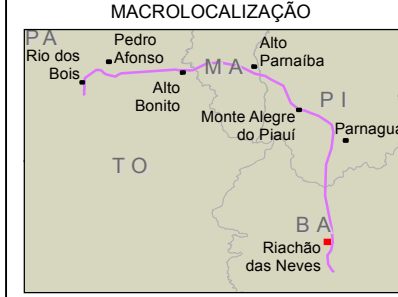 MACROLOCALIZAÇÃO
PA
Rio dos
Bois
Pedro
Afonso
Alto
Bonito
MA
Alto
Parnaíba
Monte Alegre
do Piauí
PI
Parnagua
TO
BA
Riachão
das Neves